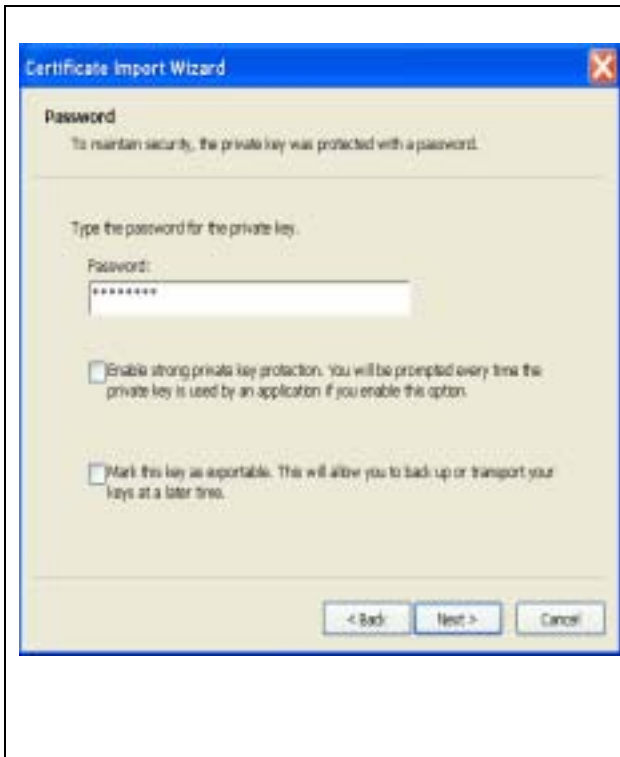 Certificate Import Wizard
Password
To maintain security, the private key was protected with a password.
Type the password for the private key.
Password:
********
Enable strong private key protection. You will be prompted every time the
private key is used by an application if you enable this option.
Mark this key as exportable. This will allow you to back up or transport your
keys at a later time.
< Back
Next >
Cancel